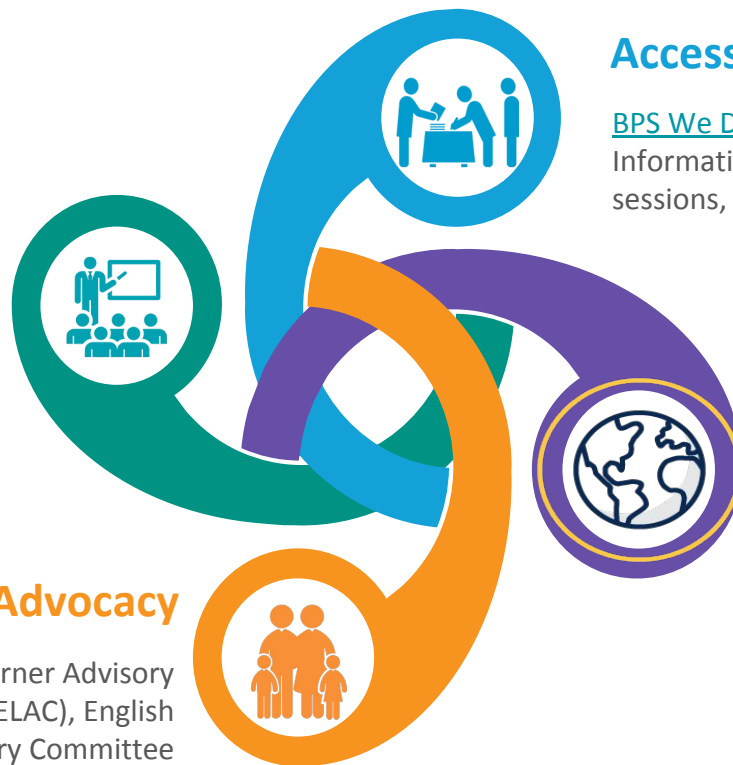 Access
BPS We D
Informati
sessions,
Advocacy
rner Advisory
ELAC), English
ry Committee